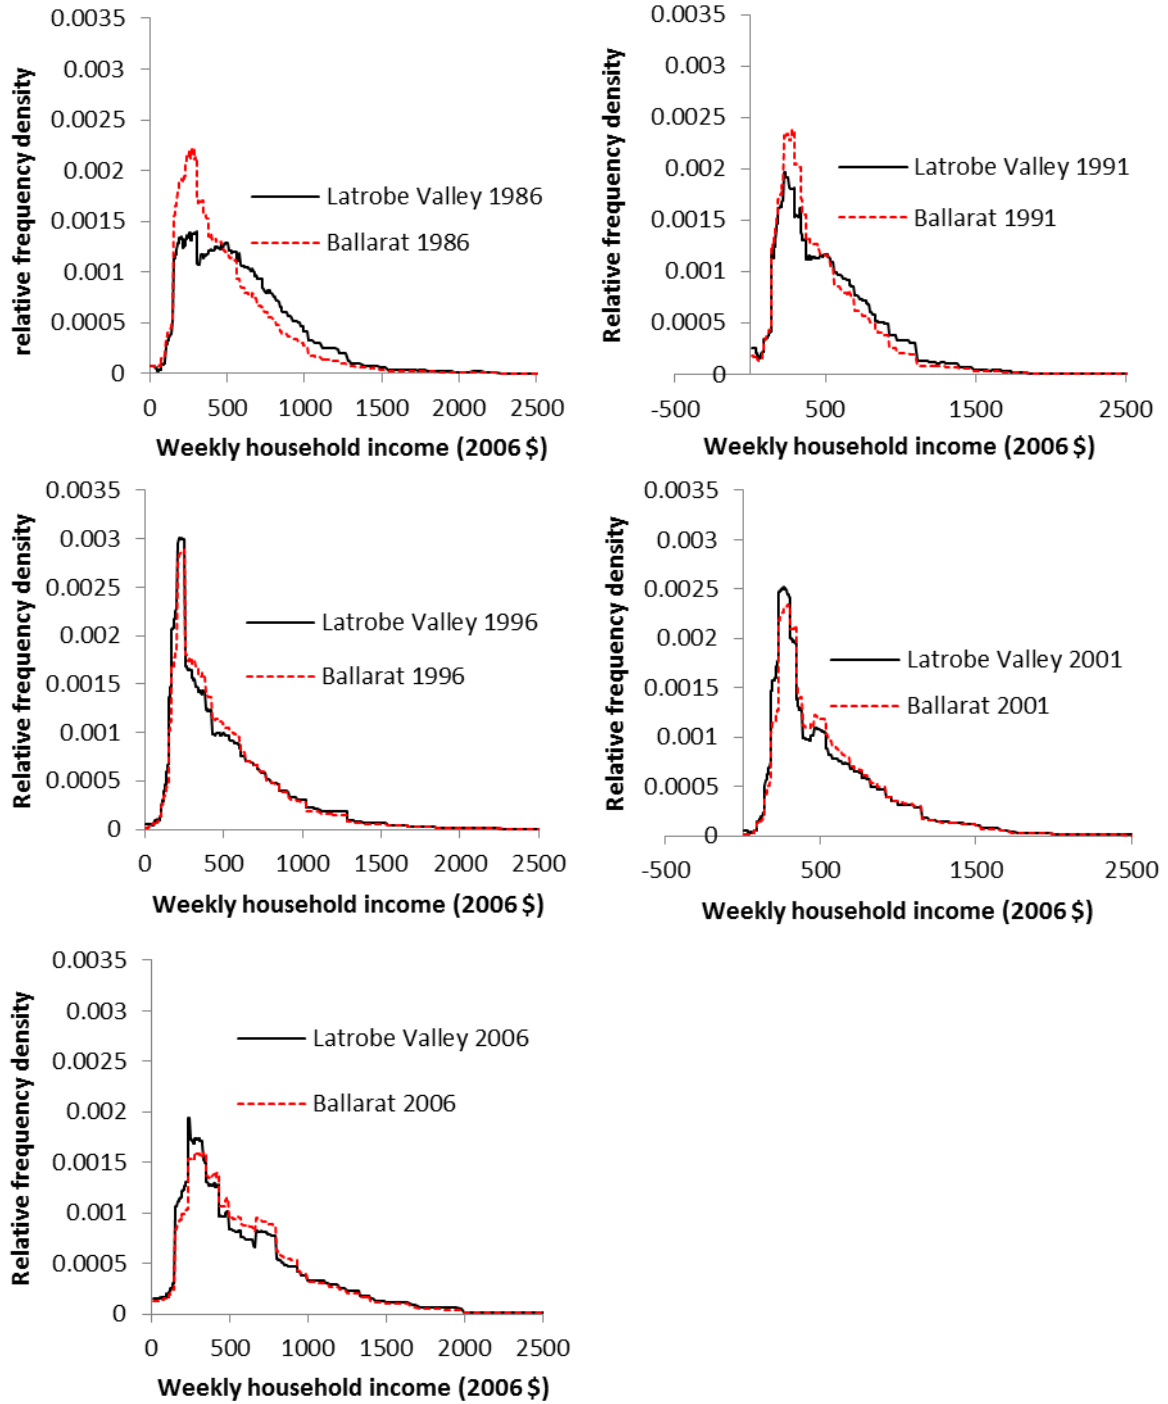 0.0035
0.003
0.0025
0.002
0.0015
0.001
0.0005
0
relative frequency density
Latrobe Valley 1986
Ballarat 1986
0 500 1000 1500 2000 2500
Weekly household income (2006 $)
0.0035
0.003
0.0025
0.002
0.0015
0.001
0.0005
0
Relative frequency density
Latrobe Valley 1991
Ballarat 1991
-500 500 1500 2500
Weekly household income (2006 $)
0.0035
0.003
0.0025
0.002
0.0015
0.001
0.0005
0
Relative frequency density
Latrobe Valley 1996
Ballarat 1996
0 500 1000 1500 2000 2500
Weekly household income (2006 $)
0.0035
0.003
0.0025
0.002
0.0015
0.001
0.0005
0
Relative frequency density
Latrobe Valley 2001
Ballarat 2001
-500 500 1500 2500
Weekly household income (2006 $)
0.0035
0.003
0.0025
0.002
0.0015
0.001
0.0005
0
Relative frequency density
Latrobe Valley 2006
Ballarat 2006
0 500 1000 1500 2000 2500
Weekly household income (2006 $)